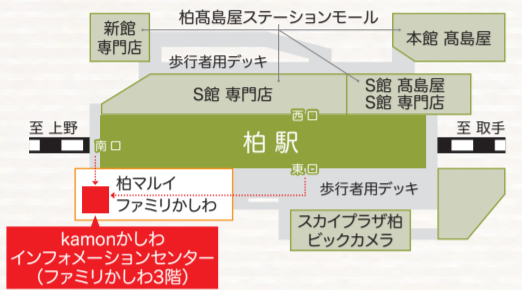 柏髙島屋ステーションモール
新館
専門店
本館 髙島屋
歩行者用デッキ
S館 専門店
S館 髙島屋
S館 専門店
西口
至 上野
南口
柏駅
至 取手
東口
柏マルイ
ファミリかしわ
歩行者用デッキ
スカイプラザ柏
ビックカメラ
kamonかしわ
インフォメーションセンター
（ファミリかしわ3階）